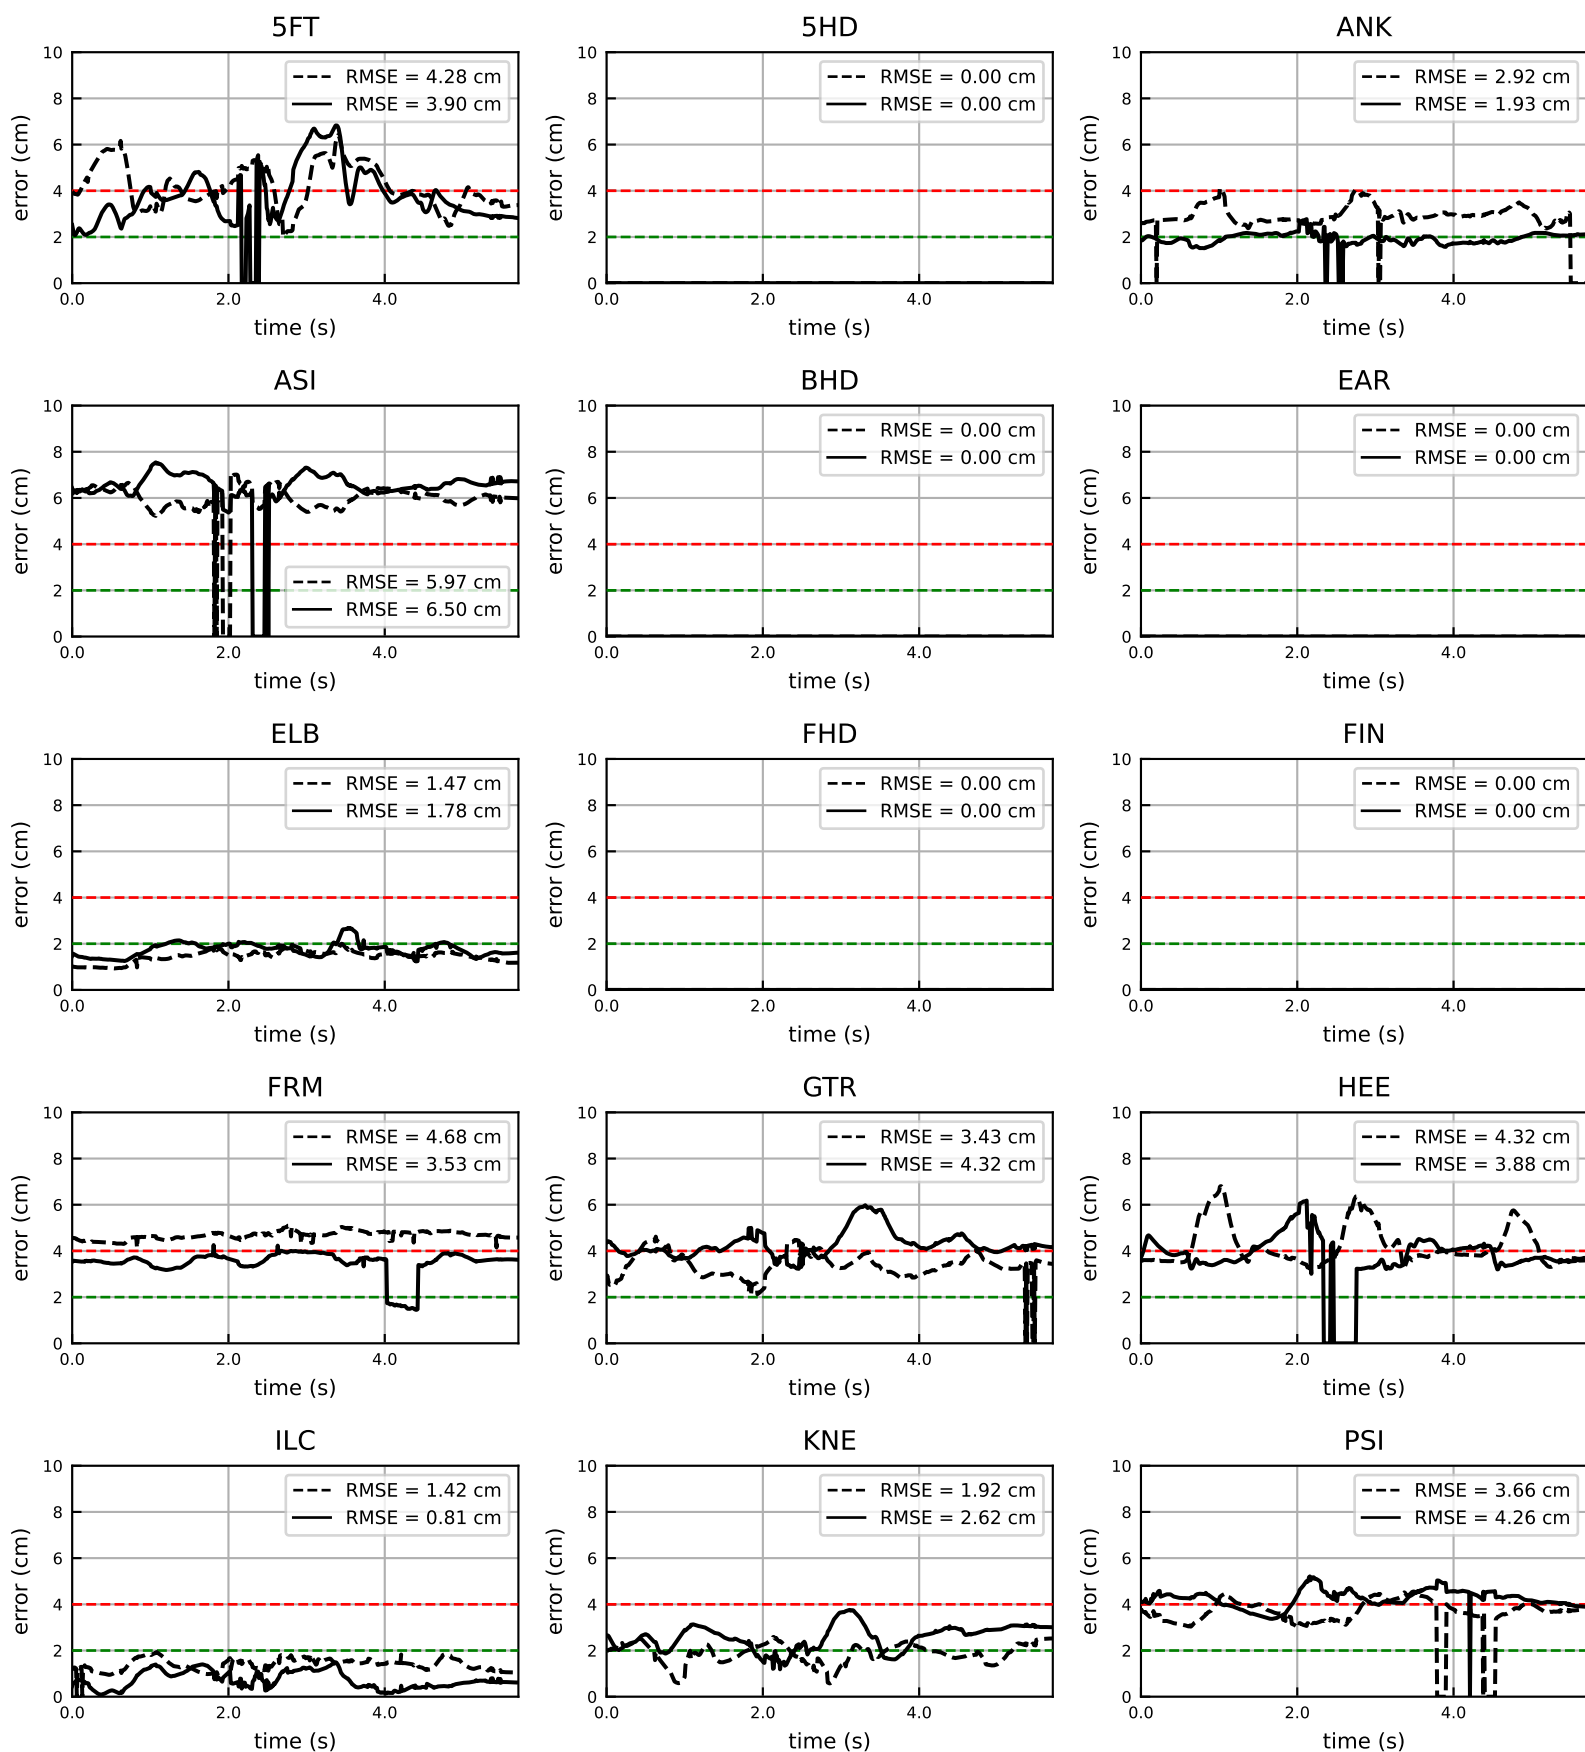 5FT
RMSE = 4.28 cm
RMSE = 3.90 cm
error (cm)
10
8
6
4
2
0
0.0 2.0 4.0
time (s)
5HD
RMSE = 0.00 cm
RMSE = 0.00 cm
error (cm)
10
8
6
4
2
0
0.0 2.0 4.0
time (s)
ANK
RMSE = 2.92 cm
RMSE = 1.93 cm
error (cm)
10
8
6
4
2
0
0.0 2.0 4.0
time (s)
ASI
RMSE = 5.97 cm
RMSE = 6.50 cm
error (cm)
10
8
6
4
2
0
0.0 2.0 4.0
time (s)
BHD
RMSE = 0.00 cm
RMSE = 0.00 cm
error (cm)
10
8
6
4
2
0
0.0 2.0 4.0
time (s)
EAR
RMSE = 0.00 cm
RMSE = 0.00 cm
error (cm)
10
8
6
4
2
0
0.0 2.0 4.0
time (s)
ELB
RMSE = 1.47 cm
RMSE = 1.78 cm
error (cm)
10
8
6
4
2
0
0.0 2.0 4.0
time (s)
FHD
RMSE = 0.00 cm
RMSE = 0.00 cm
error (cm)
10
8
6
4
2
0
0.0 2.0 4.0
time (s)
FIN
RMSE = 0.00 cm
RMSE = 0.00 cm
error (cm)
10
8
6
4
2
0
0.0 2.0 4.0
time (s)
FRM
RMSE = 4.68 cm
RMSE = 3.53 cm
error (cm)
10
8
6
4
2
0
0.0 2.0 4.0
time (s)
GTR
RMSE = 3.43 cm
RMSE = 4.32 cm
error (cm)
10
8
6
4
2
0
0.0 2.0 4.0
time (s)
HEE
RMSE = 4.32 cm
RMSE = 3.88 cm
error (cm)
10
8
6
4
2
0
0.0 2.0 4.0
time (s)
ILC
RMSE = 1.42 cm
RMSE = 0.81 cm
error (cm)
10
8
6
4
2
0
0.0 2.0 4.0
time (s)
KNE
RMSE = 1.92 cm
RMSE = 2.62 cm
error (cm)
10
8
6
4
2
0
0.0 2.0 4.0
time (s)
PSI
RMSE = 3.66 cm
RMSE = 4.26 cm
error (cm)
10
8
6
4
2
0
0.0 2.0 4.0
time (s)